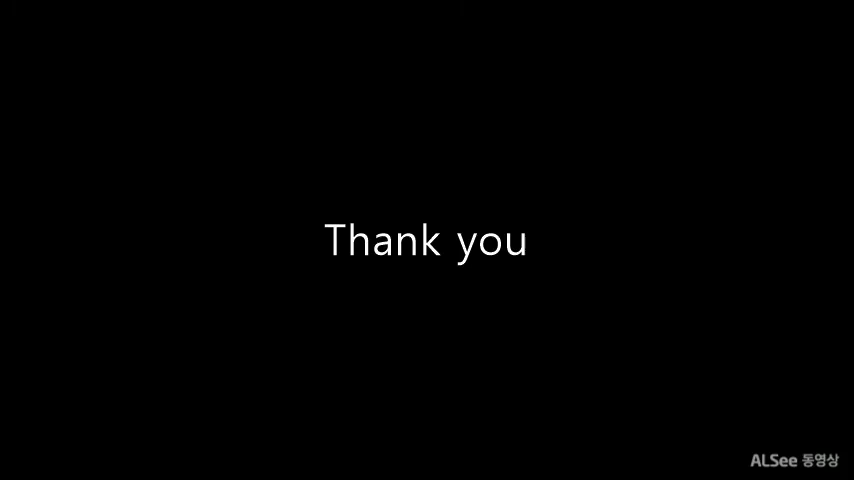 Thank you
ALSee 동영상